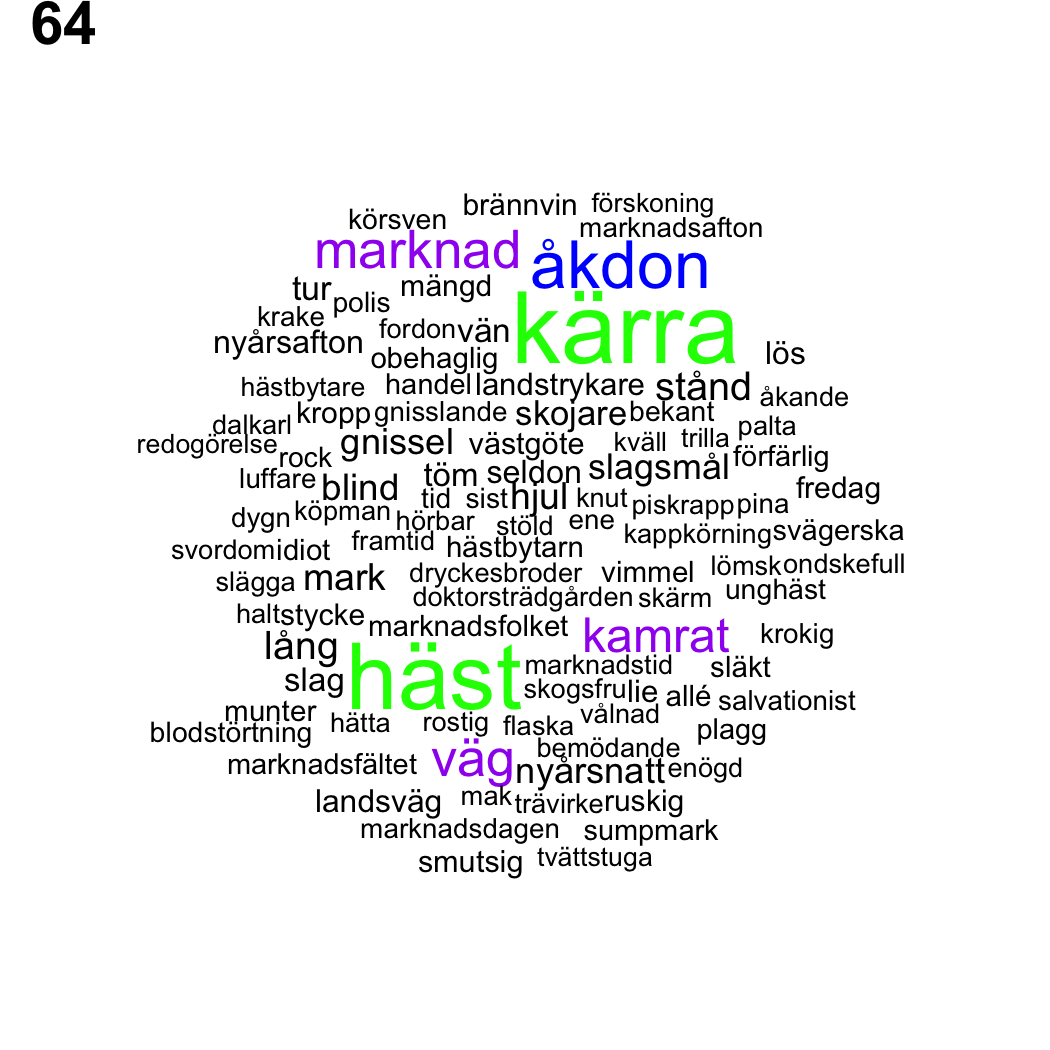 64
körsven brännvin förskoning
marknad åkdon marknadsafton
tur polis mängd
krake fordon vän kärra
nyårsafton obehaglig lös
hästbytare handel landstrykare stånd åkande
dalkarl kropp gnisslande skojare bekant palta
redogörelse rock gnissel västgöte kväll trilla förfärlig
luffare blind töm seldon slagsmål fredag
dygn köpman tid sist hjul knut piskrapp pina
hörbar stöld ene kappkörning svägerska
svordom idiot framtid hästbytarn
slägga mark dryckesbroder vimmel lömsk ondskefull
doktorsträdgården skärm unghäst
halt stycke marknadsfolket kamrat krokig
lång häst marknadstid släkt
slag skogsfru lie allé salvationist
munter hätta rostig flaska vålnad
blodstörtning bemödande plagg
marknadsfältet väg nyårsnatt enögd
landsväg mak trävirke ruskig
marknadsdagen sumpmark
smutsig tvättstuga